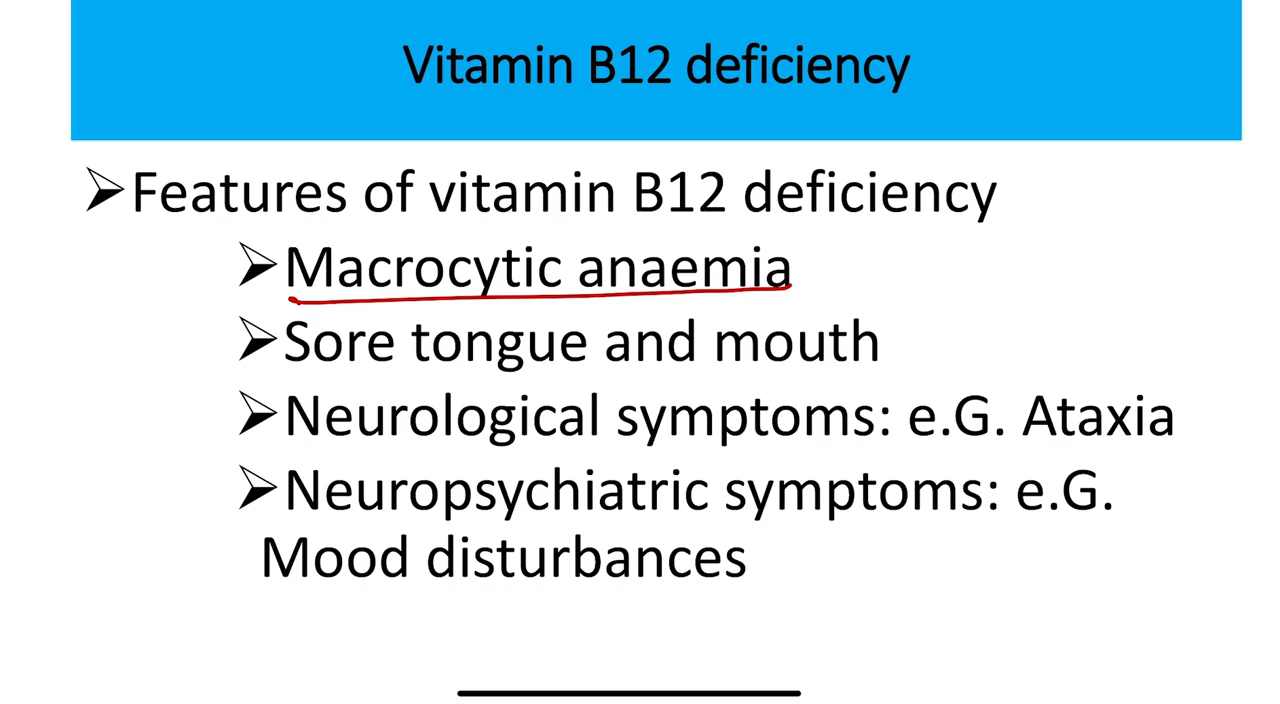 Vitamin B12 deficiency
➢Features of vitamin B12 deficiency
➢Macrocytic anaemia
➢Sore tongue and mouth
➢Neurological symptoms: e.G. Ataxia
➢Neuropsychiatric symptoms: e.G.
Mood disturbances